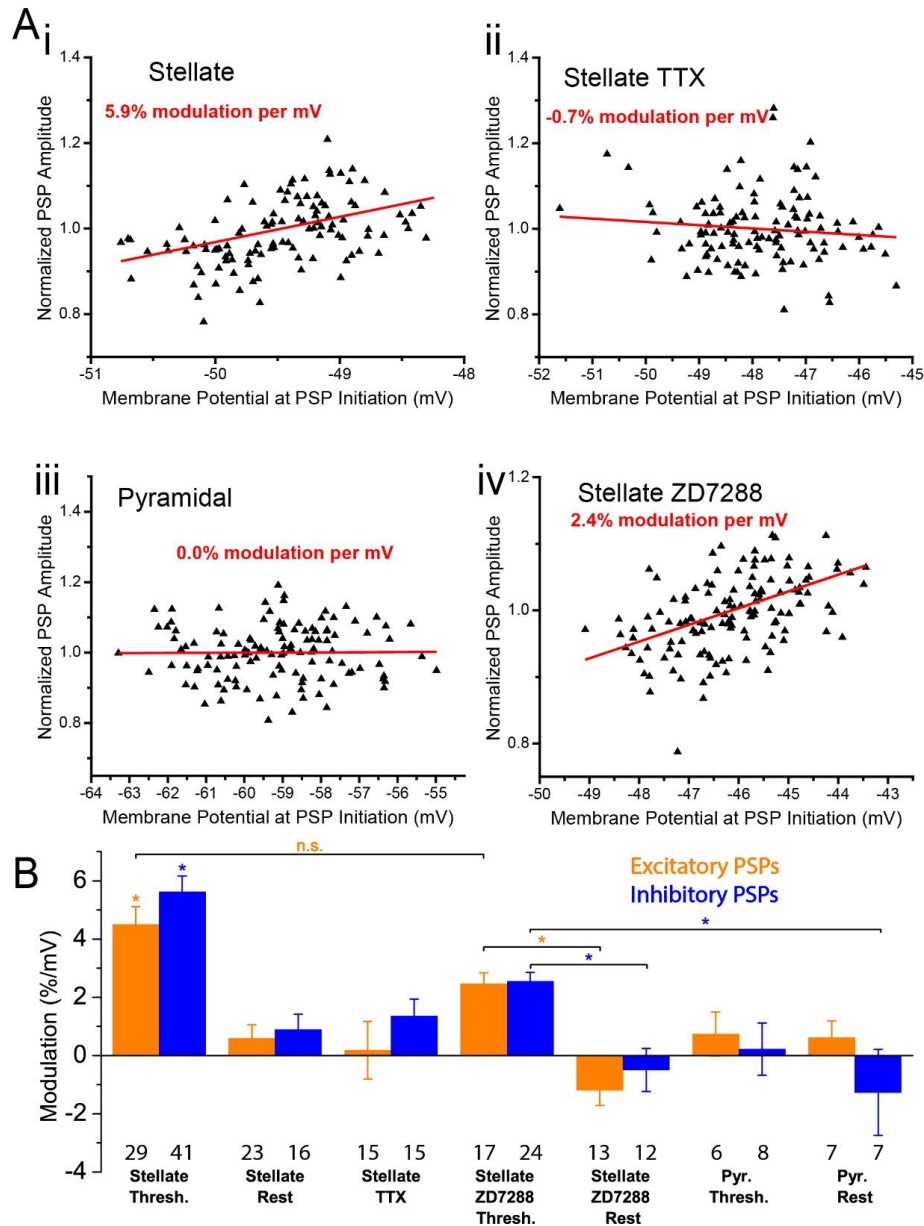 A
i
Stellate
5.9% modulation per mV
Normalized PSP Amplitude
1.4
1.2
1.0
0.8
-51 -50 -49 -48
Membrane Potential at PSP Initiation (mV)
ii
Stellate TTX
-0.7% modulation per mV
Normalized PSP Amplitude
1.4
1.2
1.0
0.8
-52 -51 -50 -49 -48 -47 -46 -45
Membrane Potential at PSP Initiation (mV)
iii
Pyramidal
0.0% modulation per mV
Normalized PSP Amplitude
1.4
1.2
1.0
0.8
-64 -63 -62 -61 -60 -59 -58 -57 -56 -55
Membrane Potential at PSP Initiation (mV)
iv
Stellate ZD7288
2.4% modulation per mV
Normalized PSP Amplitude
1.2
1.0
0.8
-50 -49 -48 -47 -46 -45 -44 -43
Membrane Potential at PSP Initiation (mV)
B
n.s.
Excitatory PSPs
Inhibitory PSPs
* * * * *
Modulation (%/mV)
6
4
2
0
-2
-4
29 41 23 16 15 15 17 24 13 12 6 8 7 7
Stellate Thresh.
Stellate Rest
Stellate TTX
Stellate ZD7288 Thresh.
Stellate ZD7288 Rest
Pyr. Thresh.
Pyr. Rest